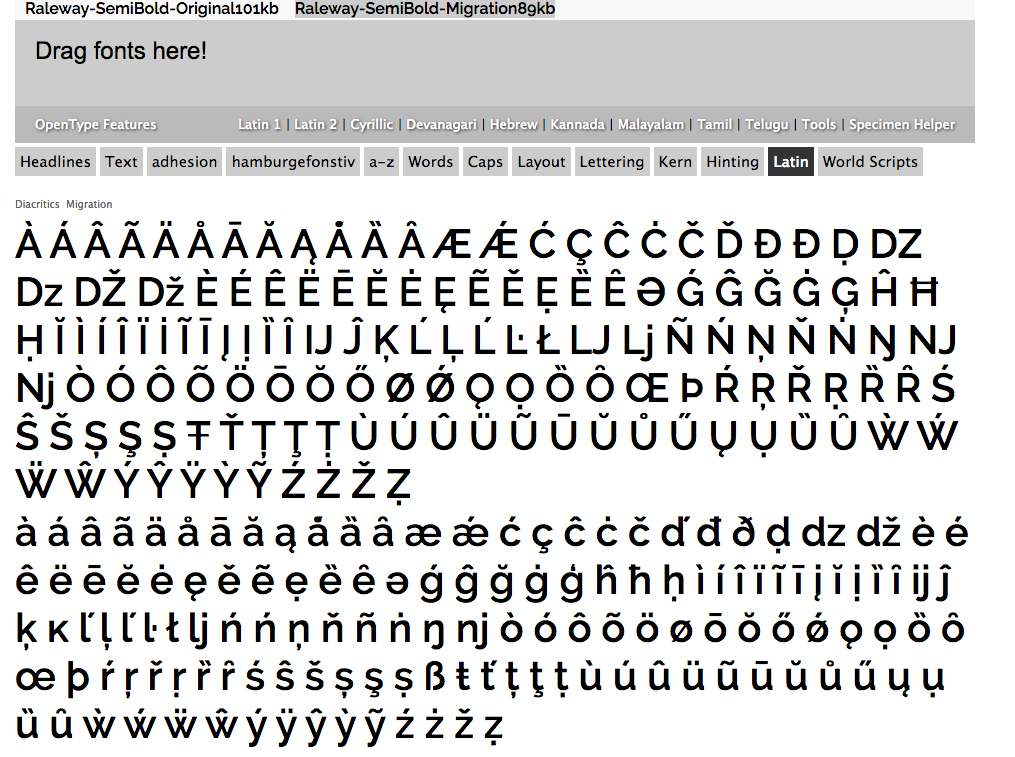 Raleway-SemiBold-Original101kb Raleway-SemiBold-Migration89kb
Drag fonts here!
OpenType Features Latin 1 | Latin 2 | Cyrillic | Devanagari | Hebrew | Kannada | Malayalam | Tamil | Telugu | Tools | Specimen Helper
Headlines Text adhesion hamburgefonstiv a-z Words Caps Layout Lettering Kern Hinting Latin World Scripts
Diacritics Migration
À Á Â Ã Ä Å Ā Ă Ą Ǻ Ȁ Ȃ Æ Ǽ Ć Ç Ĉ Ċ Č Ď Đ Ð Ḍ Ǳ
ǲ Ǆ ǅ È É Ê Ë Ē Ĕ Ė Ę Ẽ Ě Ẹ Ȅ Ȇ Ə Ǵ Ĝ Ğ Ġ Ģ Ĥ Ħ
Ḥ Ĭ Ì Í Î Ï İ Ĩ Ī Į Ị Ȉ Ȋ Ĳ Ĵ Ķ Ĺ Ļ Ĺ Ŀ Ł Ǉ ǈ Ñ Ń Ņ Ň Ṅ Ŋ Ǌ
ǋ Ò Ó Ô Õ Ö Ō Ŏ Ő Ø Ǿ Ǫ Ọ Ȍ Ȏ Œ Þ Ŕ Ŗ Ř Ṛ Ȑ Ȓ Ś
Ŝ Š Ș Ş Ṣ Ŧ Ť Ț Ţ Ṭ Ù Ú Û Ü Ũ Ū Ŭ Ů Ű Ų Ụ Ȕ Ȗ Ẁ Ẃ
Ẅ Ŵ Ý Ŷ Ÿ Ỳ Ỹ Ź Ż Ž Ẓ
à á â ã ä å ā ă ą ǻ ȁ ȃ æ ǽ ć ç ĉ ċ č ď đ ð ḍ ǳ ǆ è é
ê ë ē ĕ ė ę ě ẽ ẹ ȅ ȇ ə ǵ ĝ ğ ġ ģ ĥ ħ ḥ ì í î ï ĩ ī į ĭ ị ȉ ȋ ĳ ĵ
ķ ĸ ľ ļ ľ ŀ ł ǉ ń ń ņ ň ñ ṅ ŋ ǌ ò ó ô õ ö ø ō ŏ ő ǿ ǫ ọ ȍ ȏ
œ þ ŕ ŗ ř ṛ ȑ ȓ ś ŝ š ș ş ṣ ß ŧ ť ț ţ ṭ ù ú û ü ũ ū ŭ ů ű ų ụ
ȕ ȗ ẁ ẃ ẅ ŵ ý ÿ ŷ ỳ ỹ ź ż ž ẓ